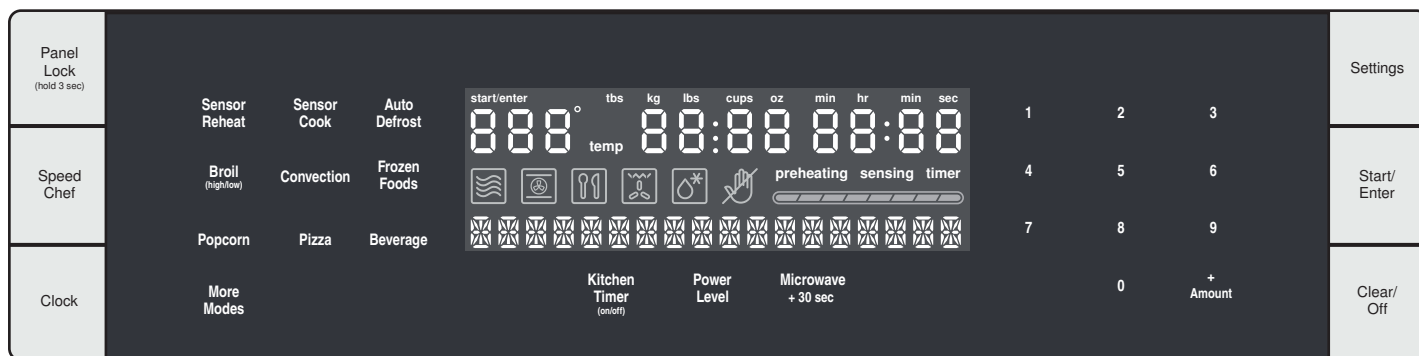 Panel
Lock
(hold 3 sec)
Speed
Chef
Clock
Sensor
Reheat
Sensor
Cook
Auto
Defrost
Broil
(high/low)
Convection
Frozen
Foods
Popcorn
Pizza
Beverage
More
Modes
start/enter tbs kg lbs cups oz min hr min sec
888° temp 88:88 88:88
preheating sensing timer
Kitchen
Timer
(on/off)
Power
Level
Microwave
+ 30 sec
1 2 3
4 5 6
7 8 9
0 +
Amount
Settings
Start/
Enter
Clear/
Off